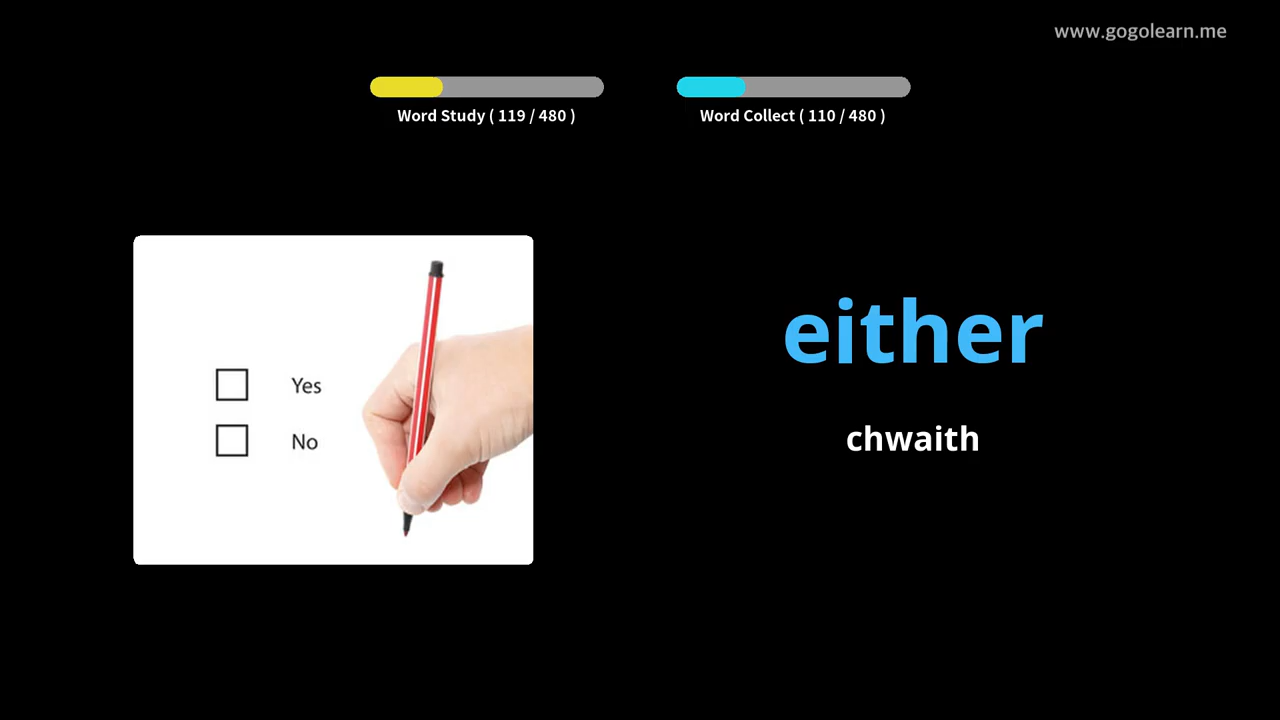 www.gogolearn.me
Word Study ( 119 / 480 )
Word Collect ( 110 / 480 )
Yes
No
either
chwaith